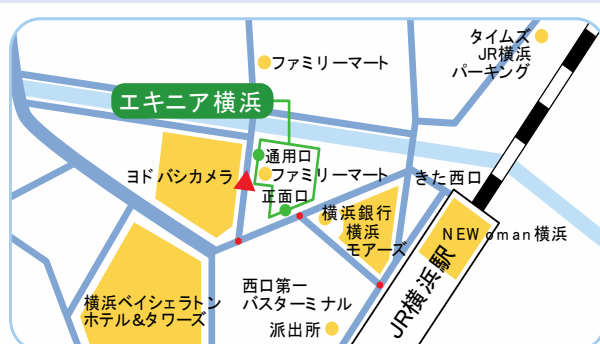 タイムズ
JR横浜
パーキング
ファミリーマート
エキニア横浜
通用口
ヨドバシカメラ
ファミリーマート
きた西口
正面口
横浜銀行
横浜
モアーズ
NEWoman横浜
JR横浜駅
西口第一
バスターミナル
横浜ベイシェラトン
ホテル&タワーズ
派出所